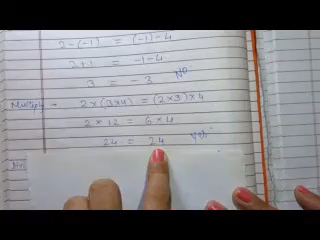 2-(-1) = (-1)-4
2+1 = -1-4
3 = -3 No.
Multiply - 2×(3×4) = (2×3)×4
2×12 = 6×4
24 = 24 Yes.